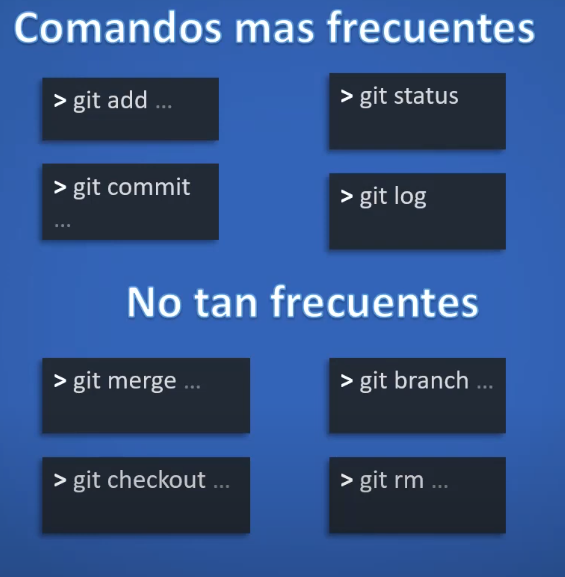 Comandos mas frecuentes
> git add ...
> git status
> git commit
...
> git log
No tan frecuentes
> git merge ...
> git branch ...
> git checkout ...
> git rm ...